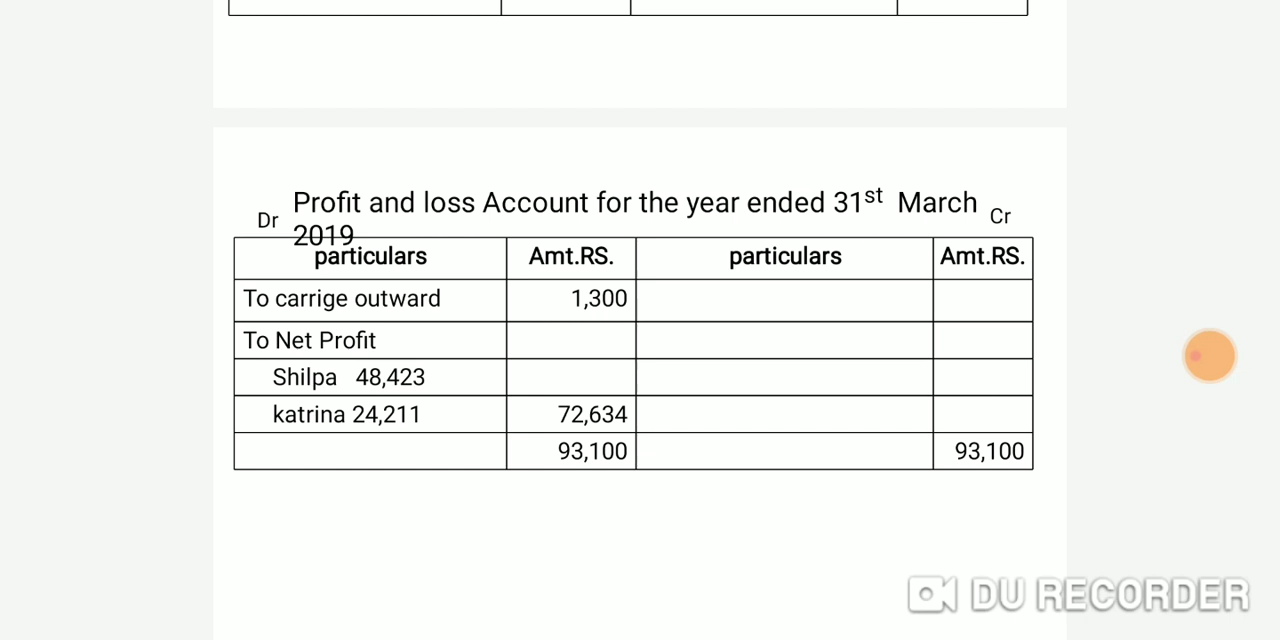 Profit and loss Account for the year ended 31st March
Dr Cr
2019
particulars Amt.RS. particulars Amt.RS.
To carrige outward 1,300
To Net Profit
Shilpa 48,423
katrina 24,211 72,634
93,100 93,100
DU RECORDER